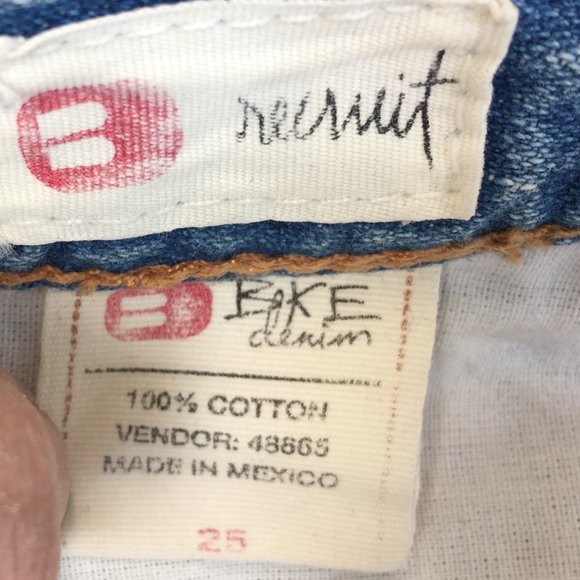 B recruit
B BaKE
denim
100% COTTON
VENDOR: 48865
MADE IN MEXICO
25